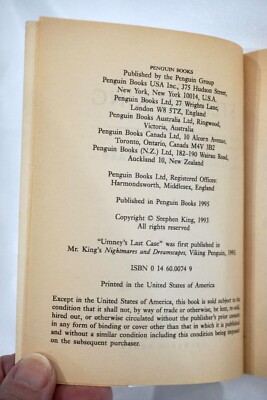 PENGUIN BOOKS
Published by the Penguin Group
Penguin Books USA Inc., 375 Hudson Street,
New York, New York 10014, U.S.A.
Penguin Books Ltd, 27 Wrights Lane,
London W8 5TZ, England
Penguin Books Australia Ltd, Ringwood,
Victoria, Australia
Penguin Books Canada Ltd, 10 Alcorn Avenue,
Toronto, Ontario, Canada M4V 3B2
Penguin Books (N.Z.) Ltd, 182–190 Wairau Road,
Auckland 10, New Zealand
Penguin Books Ltd, Registered Offices:
Harmondsworth, Middlesex, England
Published in Penguin Books 1995
Copyright © Stephen King, 1993
All rights reserved
"Umney's Last Case" was first published in
Mr. King's Nightmares and Dreamscapes, Viking Penguin, 1993.
ISBN 0 14 60.0074 9
Printed in the United States of America
Except in the United States of America, this book is sold subject to the
condition that it shall not, by way of trade or otherwise, be lent, re-sold,
hired out, or otherwise circulated without the publisher's prior consent
in any form of binding or cover other than that in which it is published
and without a similar condition including this condition being imposed
on the subsequent purchaser.